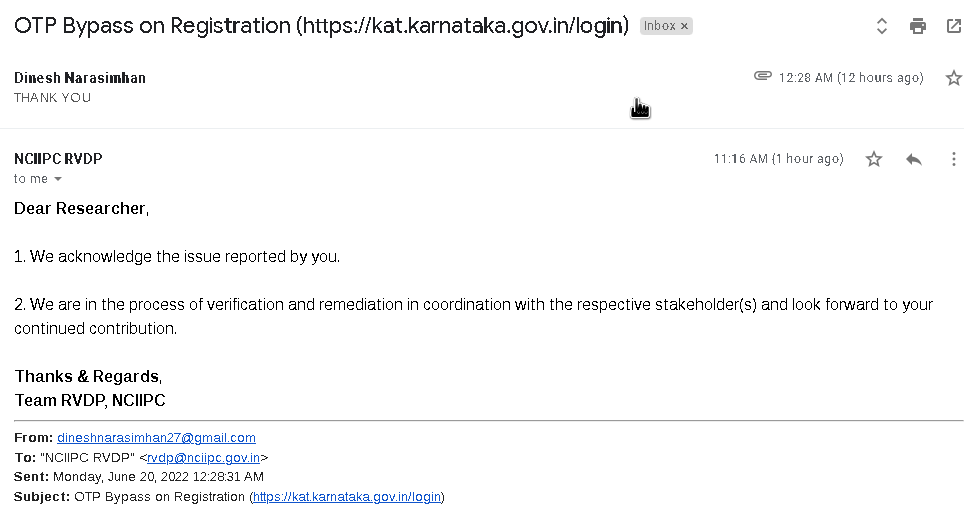 OTP Bypass on Registration (https://kat.karnataka.gov.in/login) Inbox ×
Dinesh Narasimhan 12:28 AM (12 hours ago)
THANK YOU
NCIIPC RVDP 11:16 AM (1 hour ago)
to me
Dear Researcher,
1. We acknowledge the issue reported by you.
2. We are in the process of verification and remediation in coordination with the respective stakeholder(s) and look forward to your
continued contribution.
Thanks & Regards,
Team RVDP, NCIIPC
From: dineshnarasimhan27@gmail.com
To: "NCIIPC RVDP" <rvdp@nciipc.gov.in>
Sent: Monday, June 20, 2022 12:28:31 AM
Subject: OTP Bypass on Registration (https://kat.karnataka.gov.in/login)